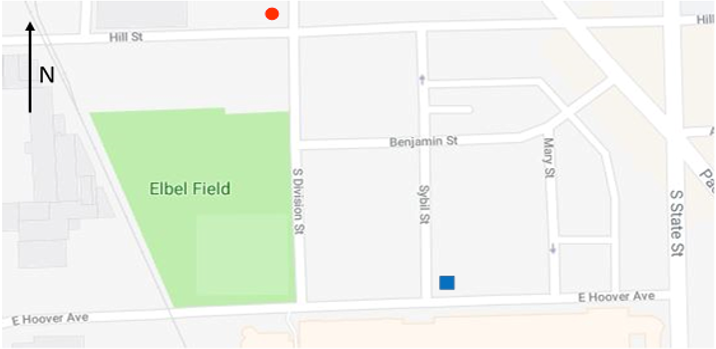 Hill St
Hill
N
Benjamin St
Elbel Field
S Division St
Sybil St
Mary St
S State St
Pa
A
E Hoover Ave
E Hoover Ave